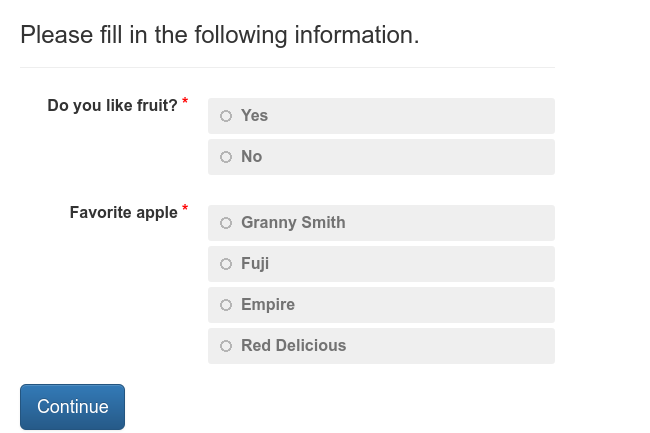 Please fill in the following information.
Do you like fruit? *
Yes
No
Favorite apple *
Granny Smith
Fuji
Empire
Red Delicious
Continue